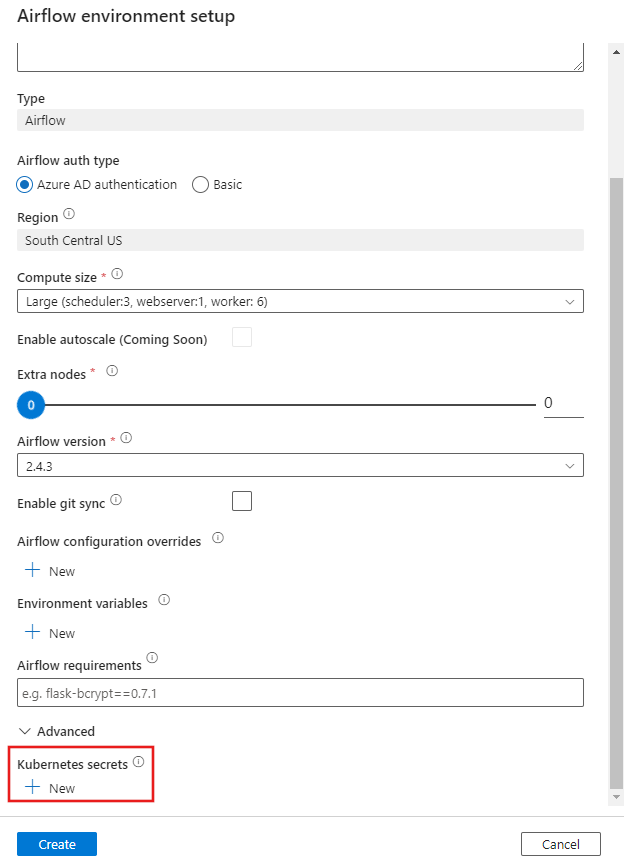 Airflow environment setup
Type
Airflow
Airflow auth type
Azure AD authentication Basic
Region
South Central US
Compute size *
Large (scheduler:3, webserver:1, worker: 6)
Enable autoscale (Coming Soon)
Extra nodes *
0 0
Airflow version *
2.4.3
Enable git sync
Airflow configuration overrides
New
Environment variables
New
Airflow requirements
e.g. flask-bcrypt==0.7.1
Advanced
Kubernetes secrets
New
Create Cancel